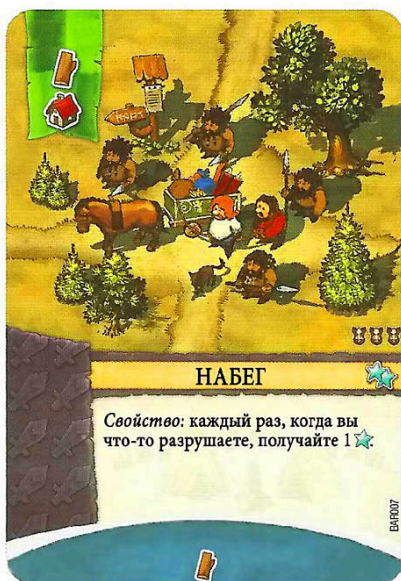 НАБЕГ
Свойство: каждый раз, когда вы
что-то разрушаете, получайте 1
BAR007